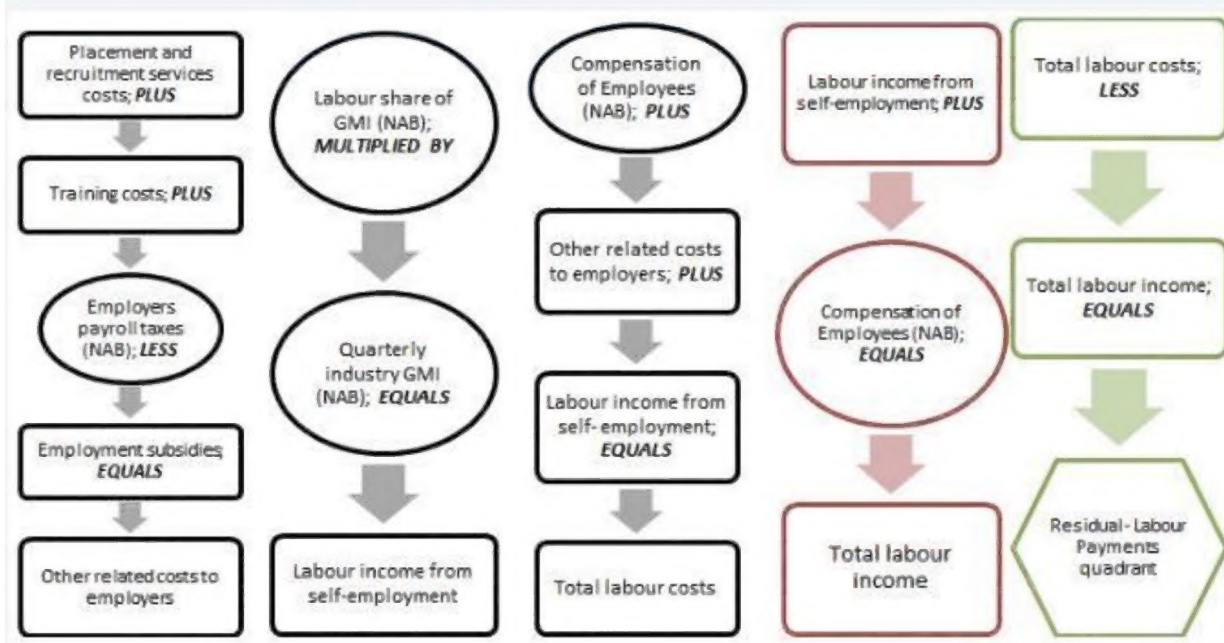 Placement and
recruitment services
costs; PLUS
Training costs; PLUS
Employers
payroll taxes
(NAB); LESS
Employment subsidies;
EQUALS
Other related costs to
employers
Labour share of
GMI (NAB);
MULTIPLIED BY
Quarterly
industry GMI
(NAB); EQUALS
Labour income from
self-employment
Compensation
of Employees
(NAB); PLUS
Other related costs
to employers; PLUS
Labour income from
self- employment;
EQUALS
Total labour costs
Labour income from
self-employment; PLUS
Compensation of
Employees (NAB);
EQUALS
Total labour
income
Total labour costs;
LESS
Total labour income;
EQUALS
Residual - Labour
Payments
quadrant